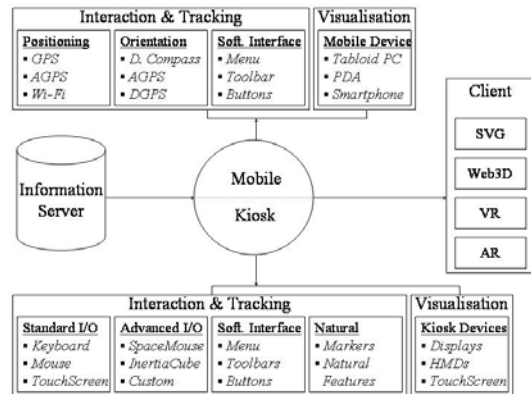 Interaction & Tracking
Visualisation
Positioning
▪ GPS
▪ AGPS
▪ Wi-Fi
Orientation
▪ D. Compass
▪ AGPS
▪ DGPS
Soft. Interface
▪ Menu
▪ Toolbar
▪ Buttons
Mobile Device
▪ Tabloid PC
▪ PDA
▪ Smartphone
Client
SVG
Web3D
VR
AR
Information
Server
Mobile
Kiosk
Interaction & Tracking
Visualisation
Standard I/O
▪ Keyboard
▪ Mouse
▪ TouchScreen
Advanced I/O
▪ SpaceMouse
▪ InertiaCube
▪ Custom
Soft. Interface
▪ Menu
▪ Toolbars
▪ Buttons
Natural
▪ Markers
▪ Natural
Features
Kiosk Devices
▪ Displays
▪ HMDs
▪ TouchScreen